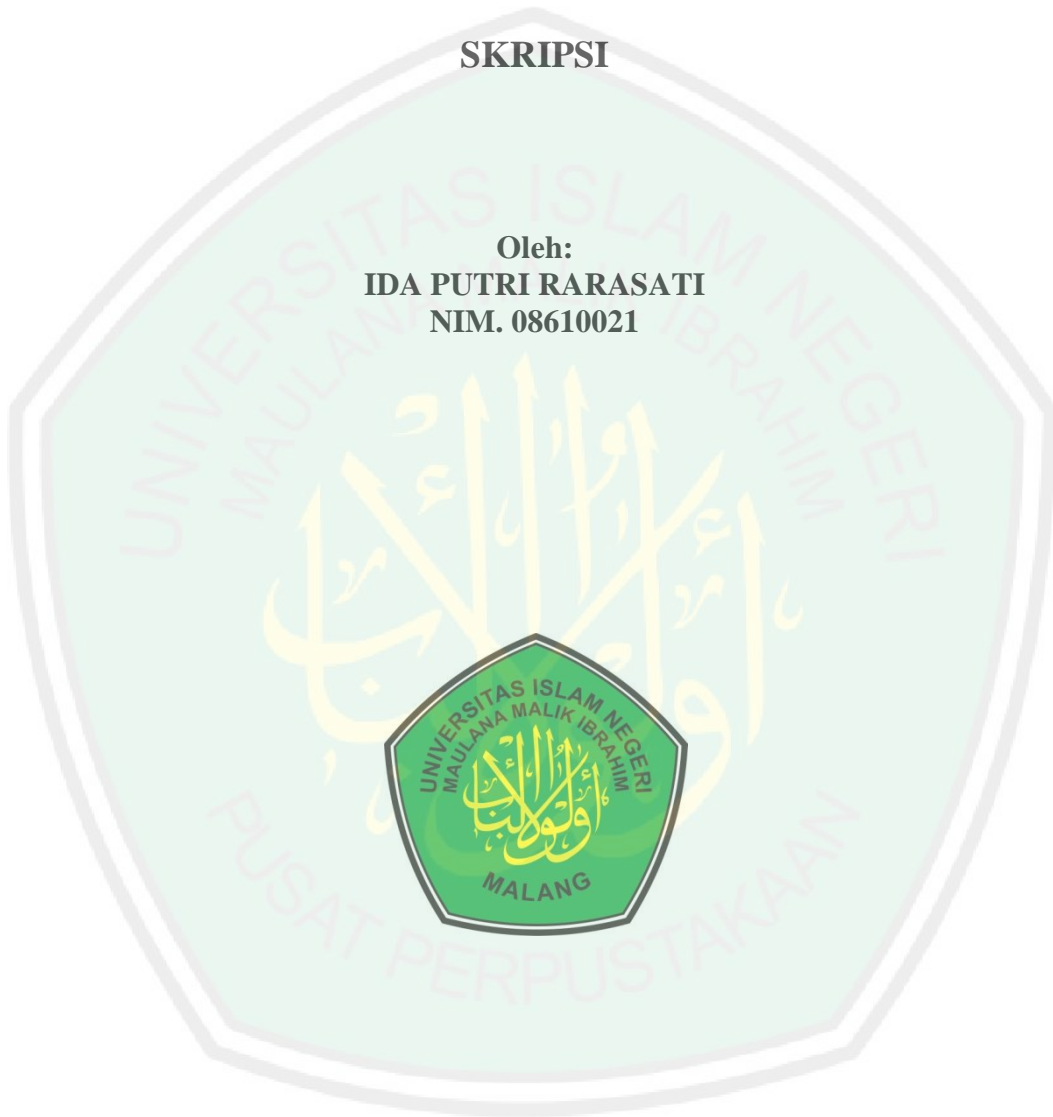 SKRIPSI
Oleh:
IDA PUTRI RARASATI
NIM. 08610021
UNIVERSITAS ISLAM NEGERI
MAULANA MALIK IBRAHIM
PUSAT PERPUSTAKAAN
UNIVERSITAS ISLAM NEGERI
MAULANA MALIK IBRAHIM
أولوالألباب
MALANG